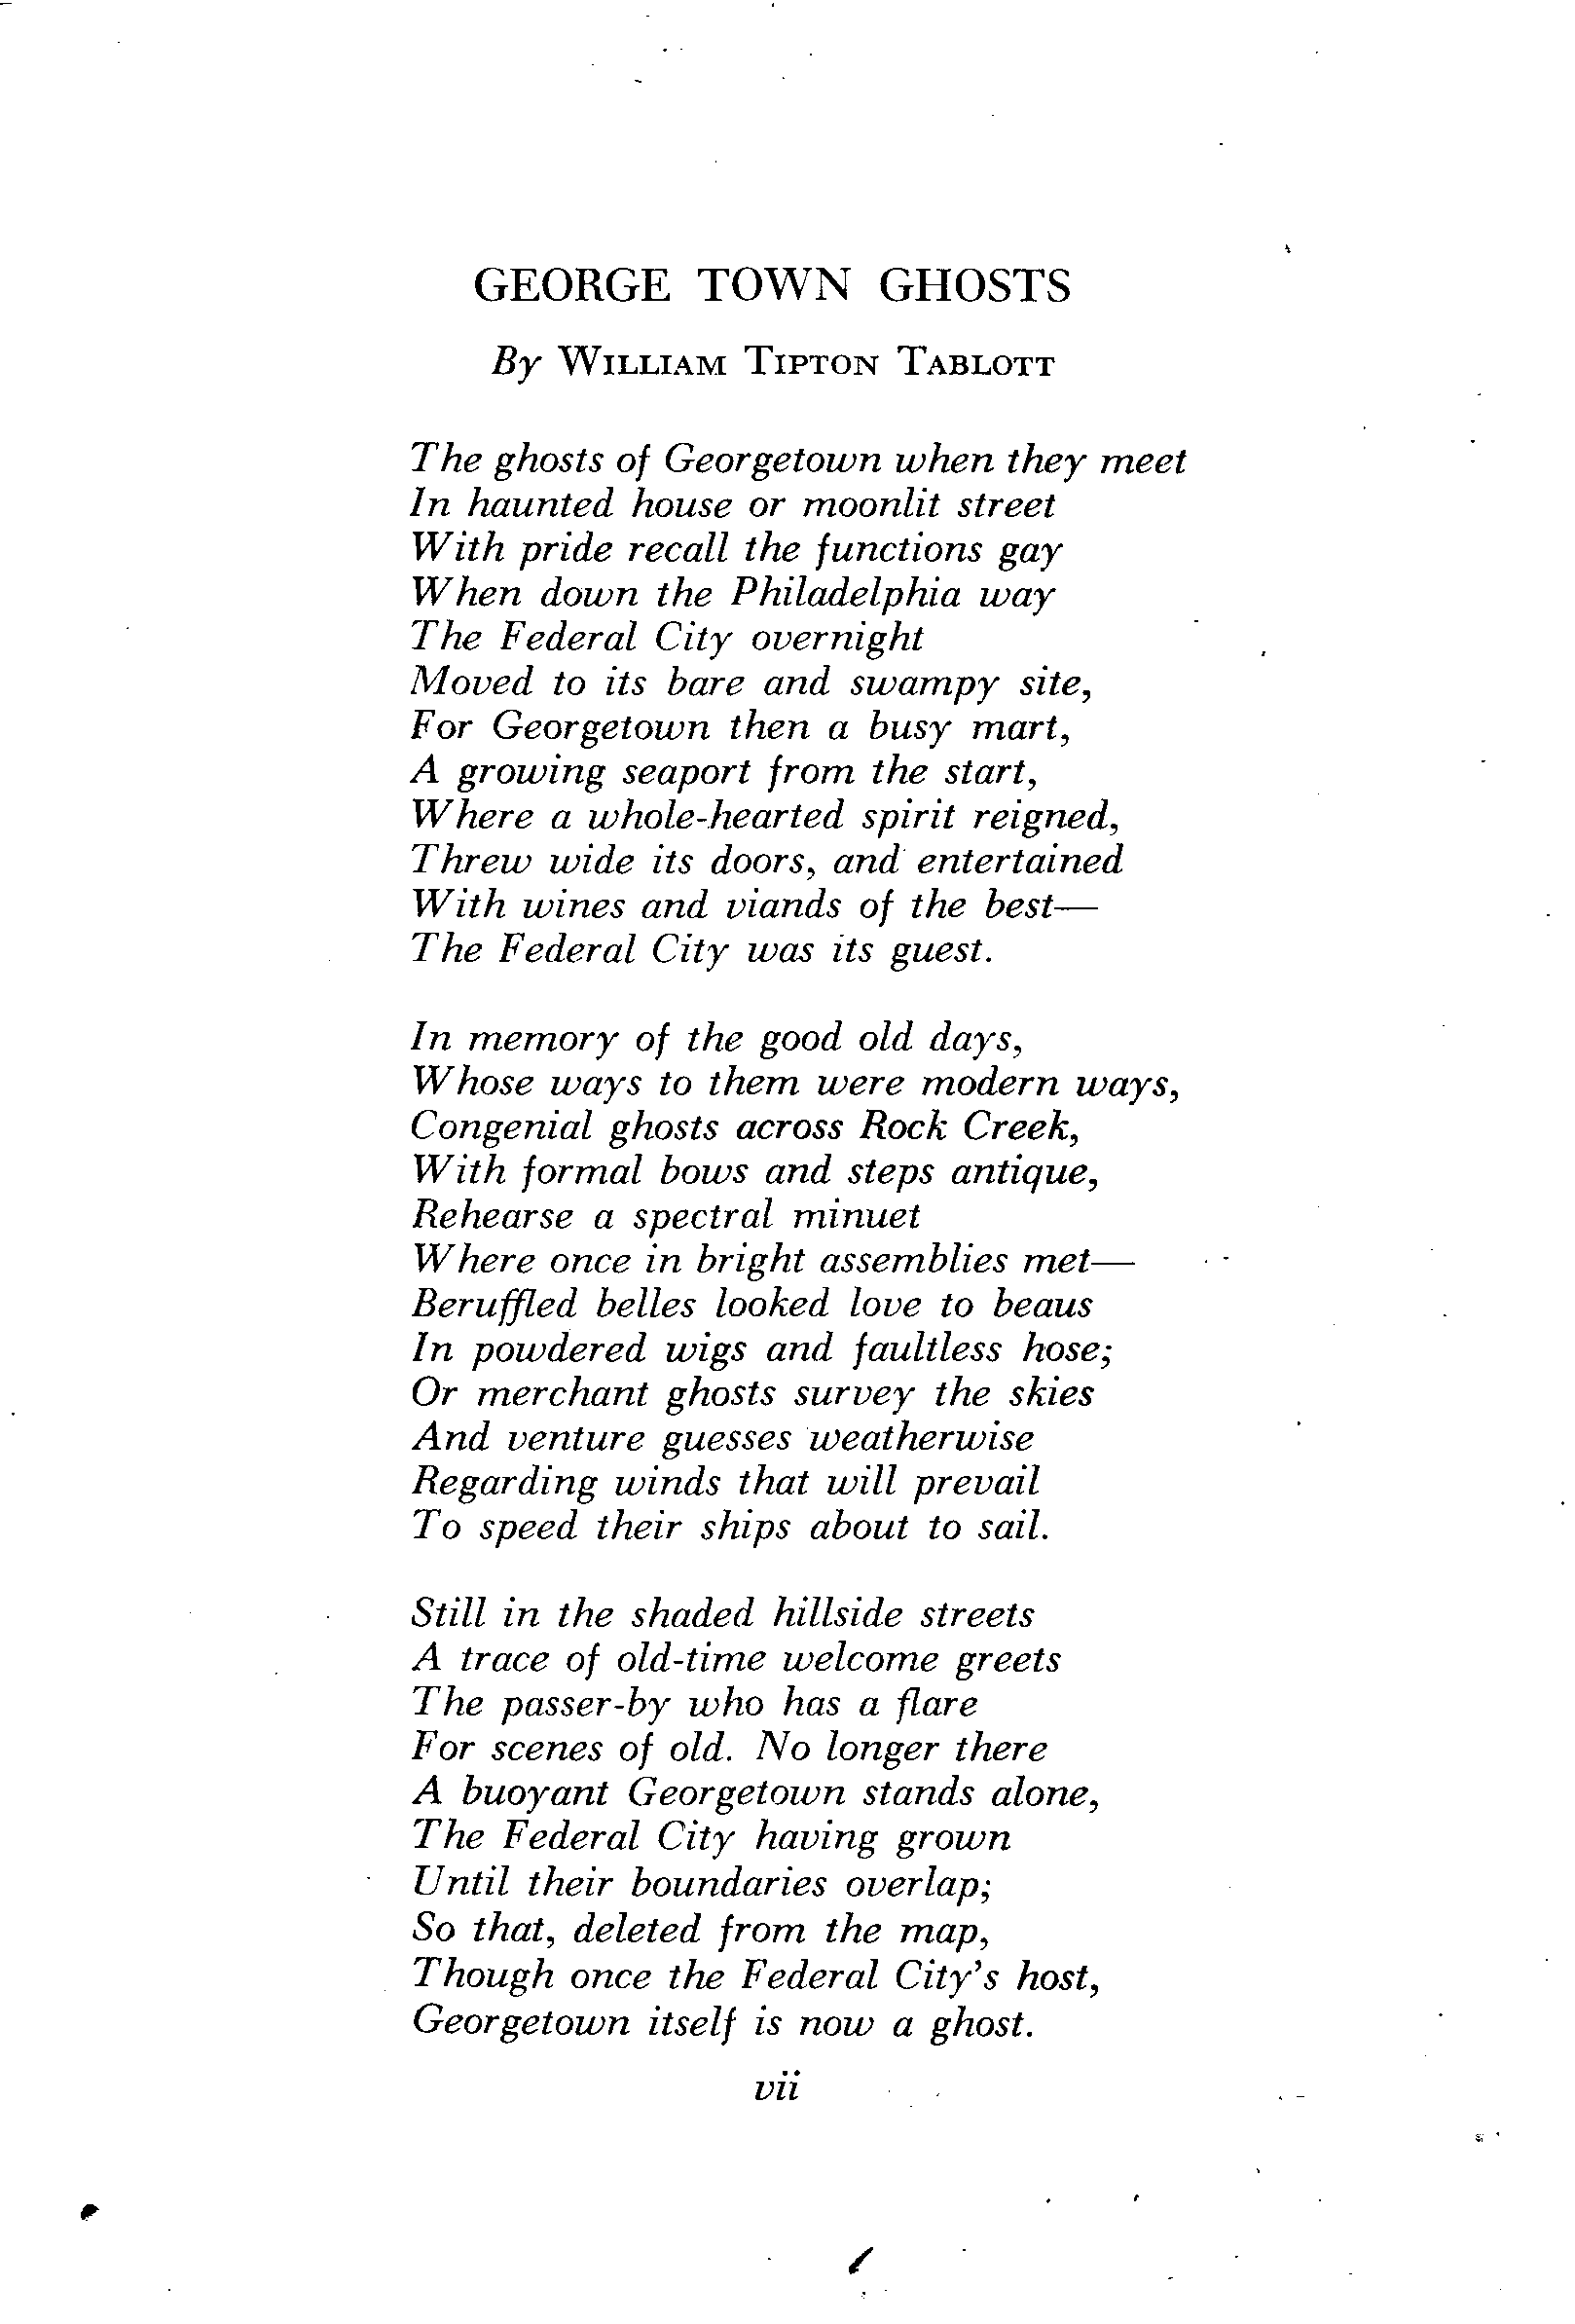 GEORGE TOWN GHOSTS
By William Tipton Tablott
The ghosts of Georgetown when they meet
In haunted house or moonlit street
With pride recall the functions gay
When down the Philadelphia way
The Federal City overnight
Moved to its bare and swampy site,
For Georgetown then a busy mart,
A growing seaport from the start,
Where a whole-hearted spirit reigned,
Threw wide its doors, and entertained
With wines and viands of the best—
The Federal City was its guest.
In memory of the good old days,
Whose ways to them were modern ways,
Congenial ghosts across Rock Creek,
With formal bows and steps antique,
Rehearse a spectral minuet
Where once in bright assemblies met—
Beruffled belles looked love to beaus
In powdered wigs and faultless hose;
Or merchant ghosts survey the skies
And venture guesses weatherwise
Regarding winds that will prevail
To speed their ships about to sail.
Still in the shaded hillside streets
A trace of old-time welcome greets
The passer-by who has a flare
For scenes of old. No longer there
A buoyant Georgetown stands alone,
The Federal City having grown
Until their boundaries overlap;
So that, deleted from the map,
Though once the Federal City's host,
Georgetown itself is now a ghost.
vii